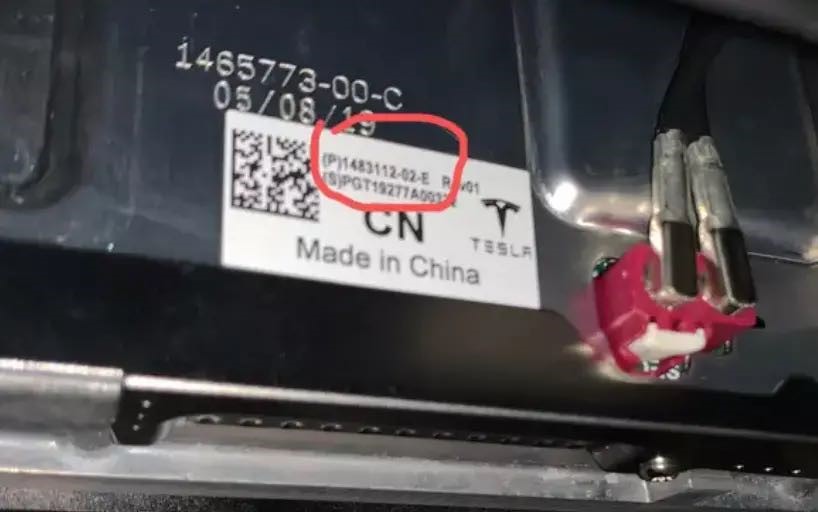 1465773-00-C
05/08/19
(P)1483112-02-E
CN
TESLA
Made in China